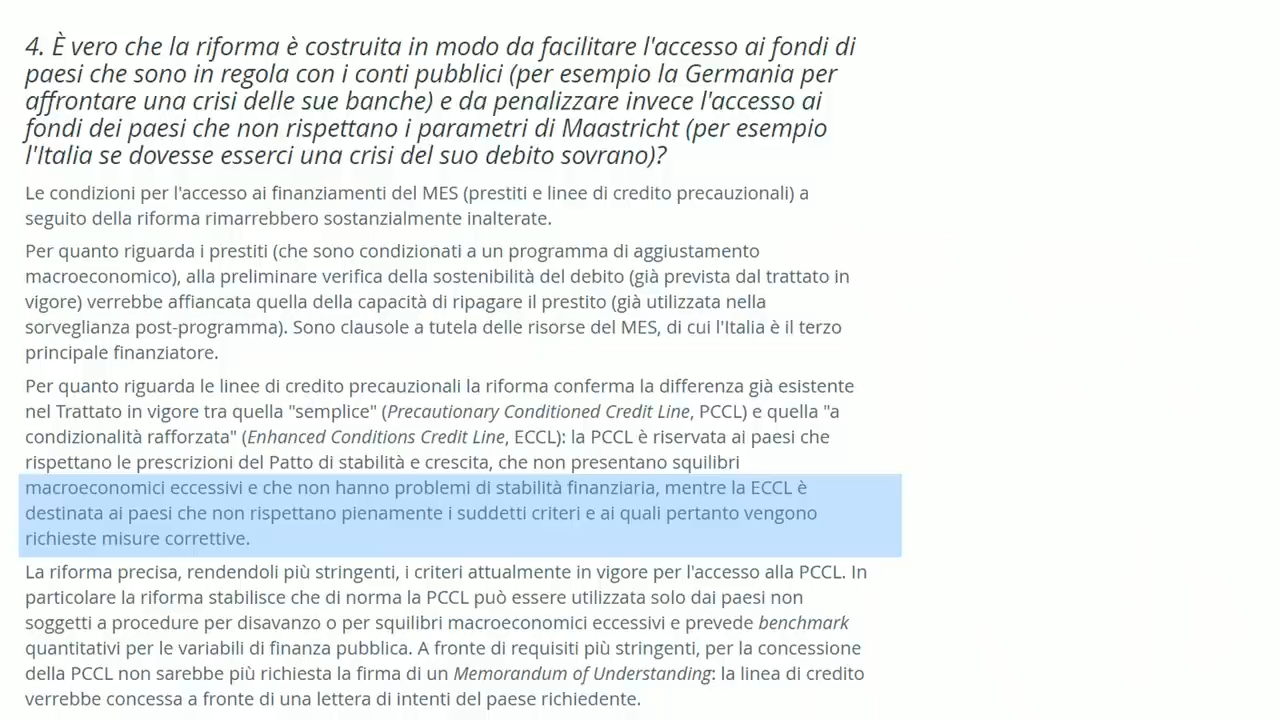 4. È vero che la riforma è costruita in modo da facilitare l'accesso ai fondi di
paesi che sono in regola con i conti pubblici (per esempio la Germania per
affrontare una crisi delle sue banche) e da penalizzare invece l'accesso ai
fondi dei paesi che non rispettano i parametri di Maastricht (per esempio
l'Italia se dovesse esserci una crisi del suo debito sovrano)?
Le condizioni per l'accesso ai finanziamenti del MES (prestiti e linee di credito precauzionali) a
seguito della riforma rimarrebbero sostanzialmente inalterate.
Per quanto riguarda i prestiti (che sono condizionati a un programma di aggiustamento
macroeconomico), alla preliminare verifica della sostenibilità del debito (già prevista dal trattato in
vigore) verrebbe affiancata quella della capacità di ripagare il prestito (già utilizzata nella
sorveglianza post-programma). Sono clausole a tutela delle risorse del MES, di cui l'Italia è il terzo
principale finanziatore.
Per quanto riguarda le linee di credito precauzionali la riforma conferma la differenza già esistente
nel Trattato in vigore tra quella "semplice" (Precautionary Conditioned Credit Line, PCCL) e quella "a
condizionalità rafforzata" (Enhanced Conditions Credit Line, ECCL): la PCCL è riservata ai paesi che
rispettano le prescrizioni del Patto di stabilità e crescita, che non presentano squilibri
macroeconomici eccessivi e che non hanno problemi di stabilità finanziaria, mentre la ECCL è
destinata ai paesi che non rispettano pienamente i suddetti criteri e ai quali pertanto vengono
richieste misure correttive.
La riforma precisa, rendendoli più stringenti, i criteri attualmente in vigore per l'accesso alla PCCL. In
particolare la riforma stabilisce che di norma la PCCL può essere utilizzata solo dai paesi non
soggetti a procedure per disavanzo o per squilibri macroeconomici eccessivi e prevede benchmark
quantitativi per le variabili di finanza pubblica. A fronte di requisiti più stringenti, per la concessione
della PCCL non sarebbe più richiesta la firma di un Memorandum of Understanding: la linea di credito
verrebbe concessa a fronte di una lettera di intenti del paese richiedente.